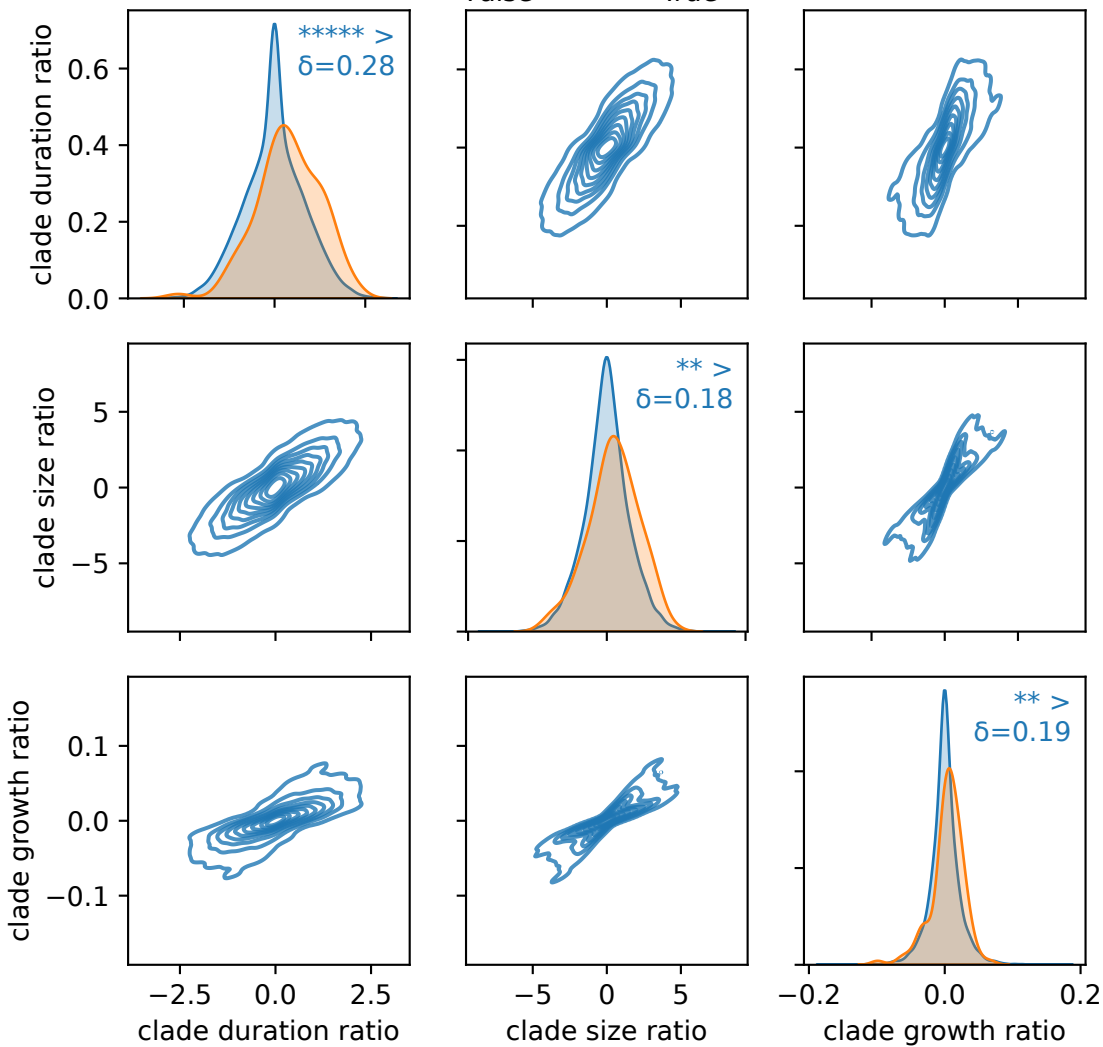 clade duration ratio
0.6
0.4
0.2
0.0
***** >
δ=0.28
clade size ratio
5
0
−5
** >
δ=0.18
clade growth ratio
0.1
0.0
−0.1
** >
δ=0.19
−2.5 0.0 2.5
−5 0 5
−0.2 0.0 0.2
clade duration ratio
clade size ratio
clade growth ratio